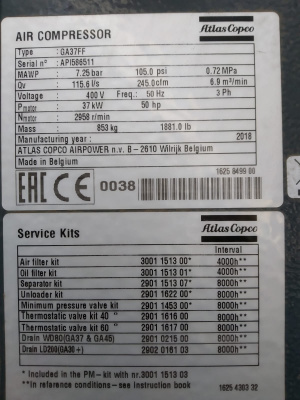 AIR COMPRESSOR Atlas Copco
Type : GA37FF
Serial n° : API586511
MAWP : 7.25 bar 105.0 psi 0.72 MPa
Qv : 115.6 l/s 245.0cfm 6.9 m³/min
Voltage : 400 V Freq.: 50 Hz 3 Ph
Pmotor : 37 kW 50 hp
Nmotor : 2958 r/min
Mass : 853 kg 1881.0 lb
Manufacturing year : 2018
ATLAS COPCO AIRPOWER n.v. B – 2610 Wilrijk Belgium
Made in Belgium
1625 8499 00
EAC CE 0038
Service Kits Atlas Copco
Interval
Air filter kit 3001 1513 00* 4000h**
Oil filter kit 3001 1513 01* 4000h**
Separator kit 2901 1513 07* 8000h**
Unloader kit 2901 1622 00* 8000h**
Minimum pressure valve kit 2901 1453 00* 8000h**
Thermostatic valve kit 40 ° 2901 1616 00 8000h**
Thermostatic valve kit 60 ° 2901 1617 00 8000h**
Drain WD80(GA37 & GA45) 2901 0215 00 8000h**
Drain LD200(GA30 +) 2902 0161 03 8000h**
* Included in the PM–kit with nr.3001 1513 03
**In reference conditions–see Instruction book
1625 4303 32